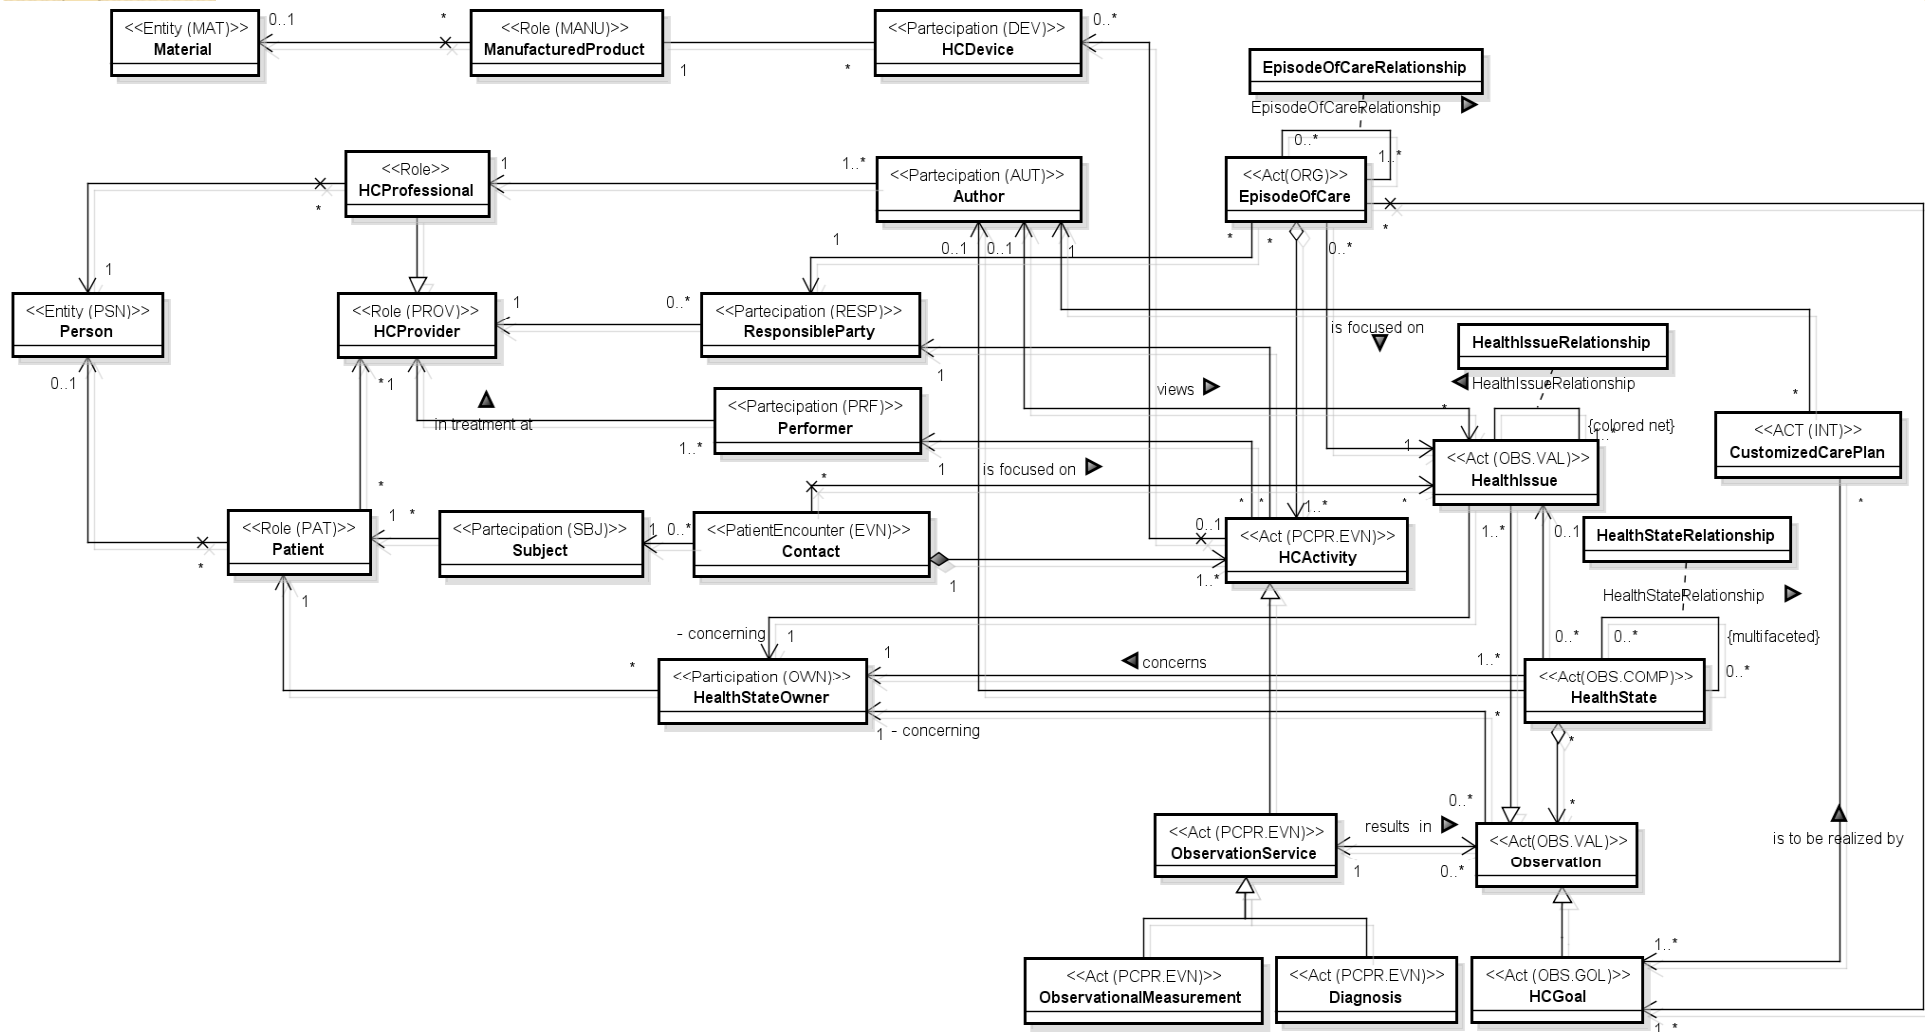 <<Entity (MAT)>>
Material
0..1
*
<<Role (MANU)>>
ManufacturedProduct
1
*
<<Partecipation (DEV)>>
HCDevice
0..*
EpisodeOfCareRelationship
EpisodeOfCareRelationship
0..*
1..*
<<Role>>
HCProfessional
1
*
1..*
<<Partecipation (AUT)>>
Author
0..1
0..1
1
<<Act(ORG)>>
EpisodeOfCare
*
*
*
0..*
1
1
<<Entity (PSN)>>
Person
0..1
<<Role (PROV)>>
HCProvider
1
0..*
<<Partecipation (RESP)>>
ResponsibleParty
1
is focused on
HealthIssueRelationship
HealthIssueRelationship
{colored net}
..*
*
1
views
*
1
in treatment at
<<Partecipation (PRF)>>
Performer
1..*
1
is focused on
*
*
<<Act (OBS.VAL)>>
HealthIssue
*
<<ACT (INT)>>
CustomizedCarePlan
*
*
<<Role (PAT)>>
Patient
*
*
1
*
<<Partecipation (SBJ)>>
Subject
1
0..*
<<PatientEncounter (EVN)>>
Contact
1
*
*
1..*
0..1
<<Act (PCPR.EVN)>>
HCActivity
1..*
1..*
0..1
HealthStateRelationship
HealthStateRelationship
0..*
0..*
{multifaceted}
0..*
1
- concerning
1
*
<<Participation (OWN)>>
HealthStateOwner
1
concerns
1..*
<<Act(OBS.COMP)>>
HealthState
1
- concerning
*
*
*
0..*
<<Act (PCPR.EVN)>>
ObservationService
results in
1
0..*
<<Act(OBS.VAL)>>
Observation
is to be realized by
<<Act (PCPR.EVN)>>
ObservationalMeasurement
<<Act (PCPR.EVN)>>
Diagnosis
<<Act (OBS.GOL)>>
HCGoal
1..*
1..*